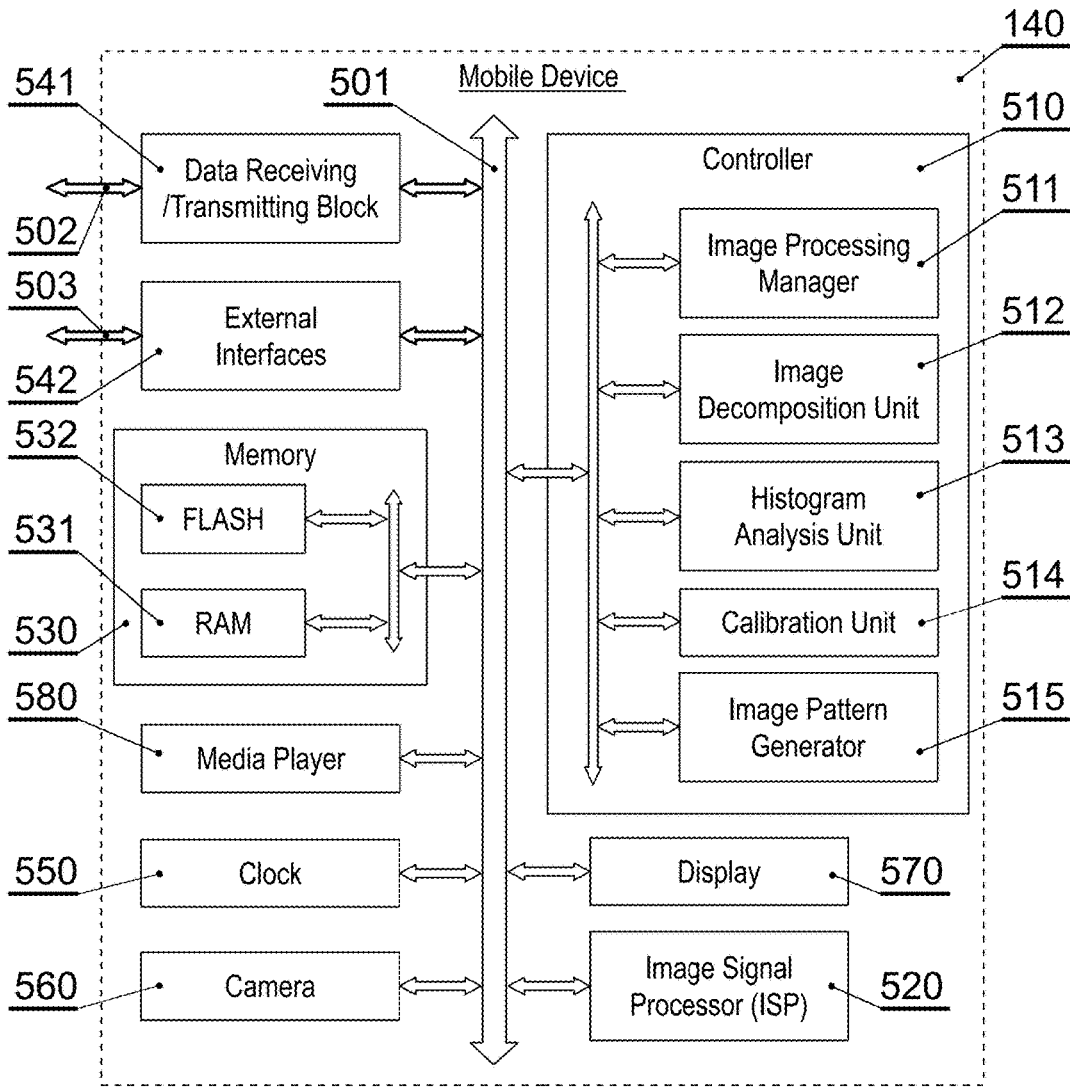 140
Mobile Device
541
501
510
Data Receiving
/Transmitting Block
Controller
511
502
Image Processing
Manager
503
External
Interfaces
512
542
Image
Decomposition Unit
532
Memory
513
FLASH
Histogram
Analysis Unit
531
514
RAM
Calibration Unit
530
580
515
Media Player
Image Pattern
Generator
550
Clock
Display
570
560
Camera
Image Signal
Processor (ISP)
520